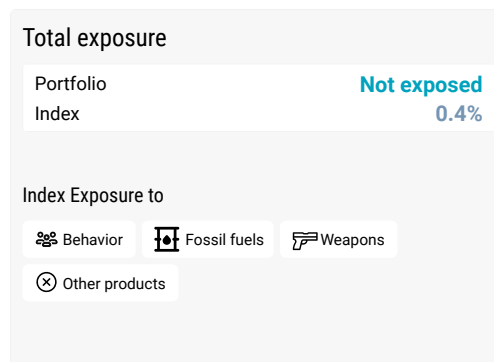 Total exposure
Portfolio Not exposed
Index 0.4%
Index Exposure to
Behavior Fossil fuels Weapons
Other products